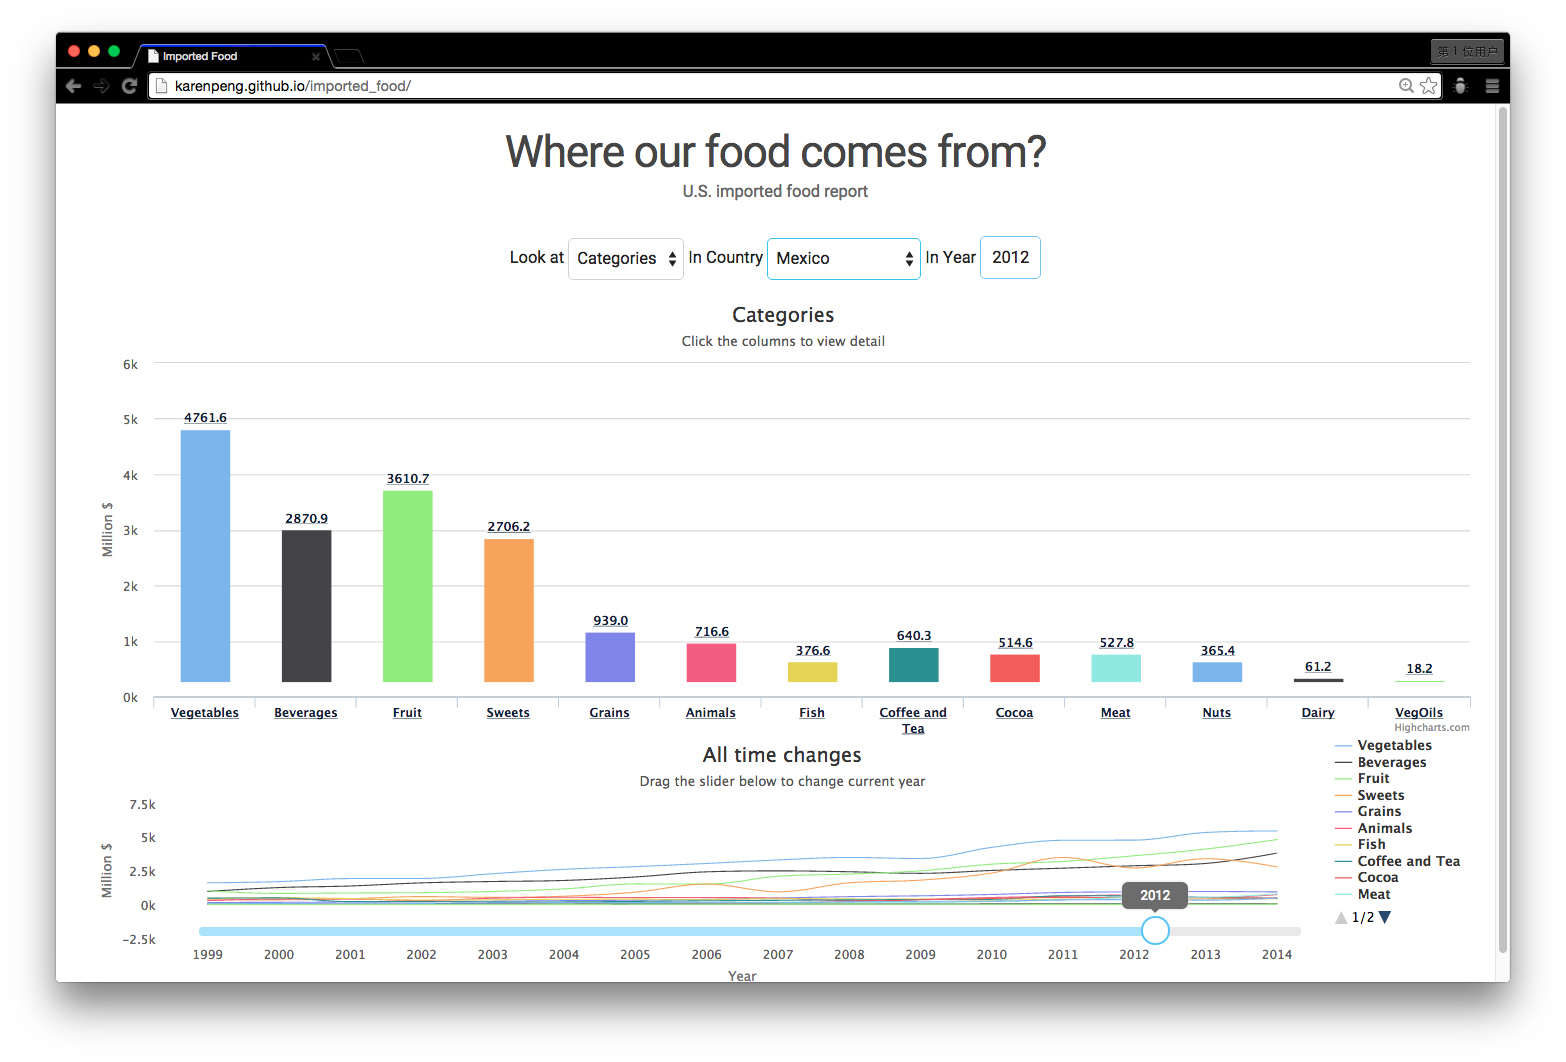 Imported Food
第 1 位用户
karenpeng.github.io/imported_food/
Where our food comes from?
U.S. imported food report
Look at Categories In Country Mexico In Year 2012
Categories
Click the columns to view detail
6k
5k
4k
3k
2k
1k
0k
Million $
4761.6
2870.9
3610.7
2706.2
939.0
716.6
376.6
640.3
514.6
527.8
365.4
61.2
18.2
Vegetables
Beverages
Fruit
Sweets
Grains
Animals
Fish
Coffee and
Tea
Cocoa
Meat
Nuts
Dairy
VegOils
Highcharts.com
All time changes
Drag the slider below to change current year
7.5k
5k
2.5k
0k
−2.5k
Million $
2012
1999 2000 2001 2002 2003 2004 2005 2006 2007 2008 2009 2010 2011 2012 2013 2014
Year
Vegetables
Beverages
Fruit
Sweets
Grains
Animals
Fish
Coffee and Tea
Cocoa
Meat
1/2